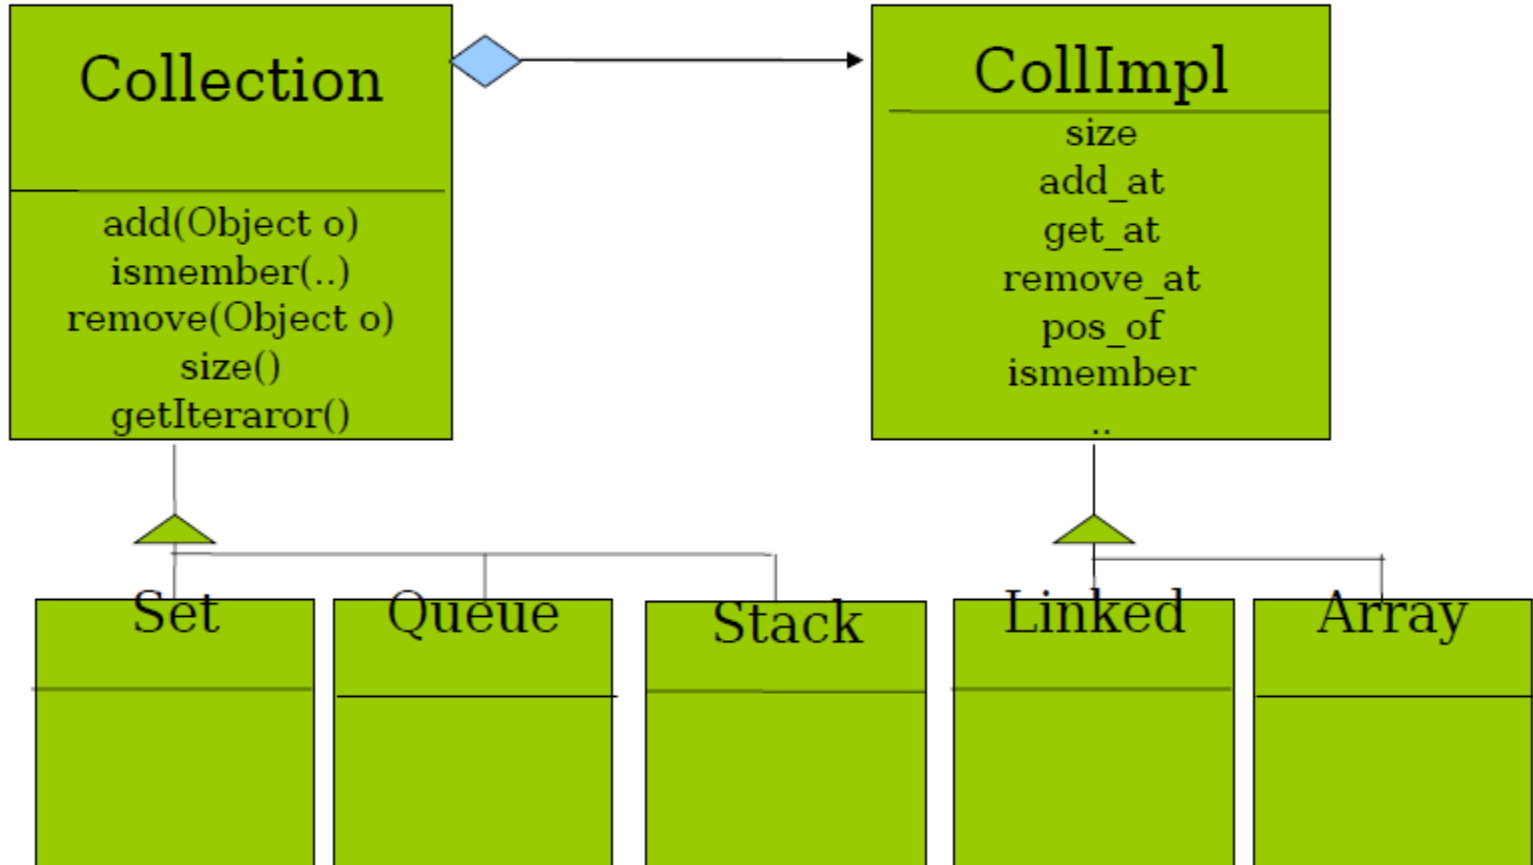 Collection
add(Object o)
ismember(..)
remove(Object o)
size()
getIteraror()
CollImpl
size
add_at
get_at
remove_at
pos_of
ismember
..
Set
Queue
Stack
Linked
Array